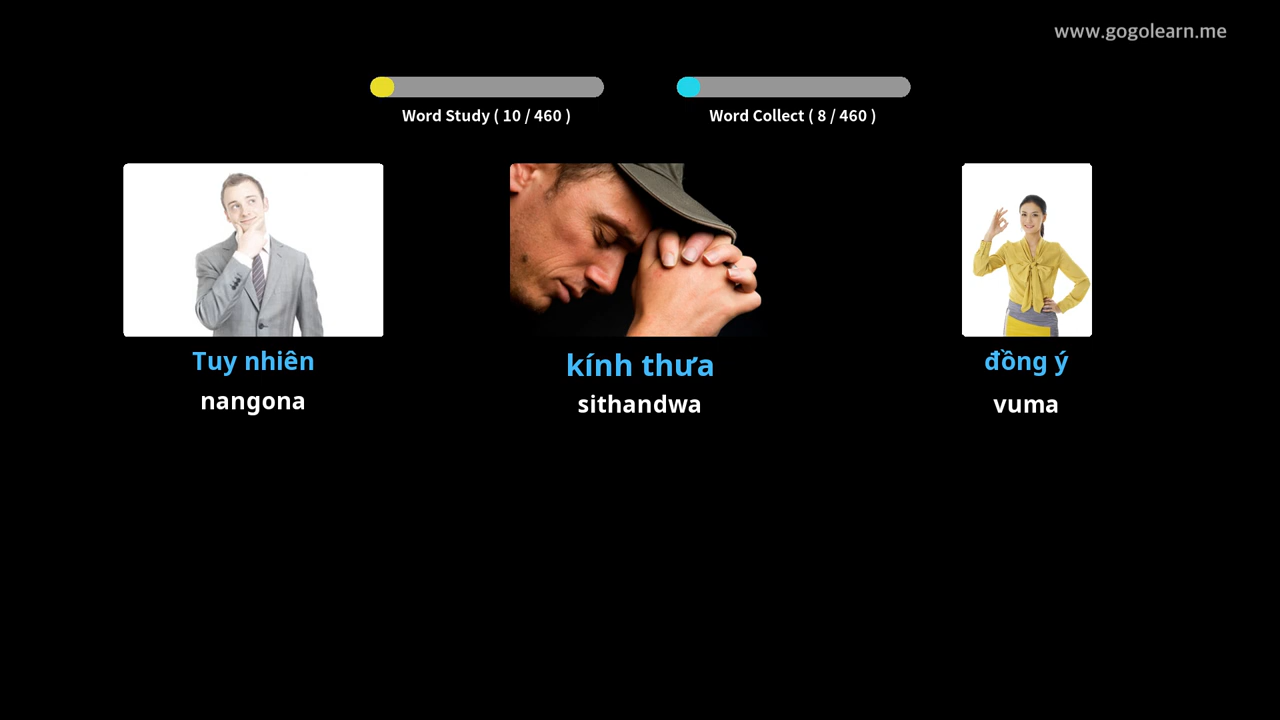 www.gogolearn.me
Word Study ( 10 / 460 )
Word Collect ( 8 / 460 )
Tuy nhiên
nangona
kính thưa
sithandwa
đồng ý
vuma